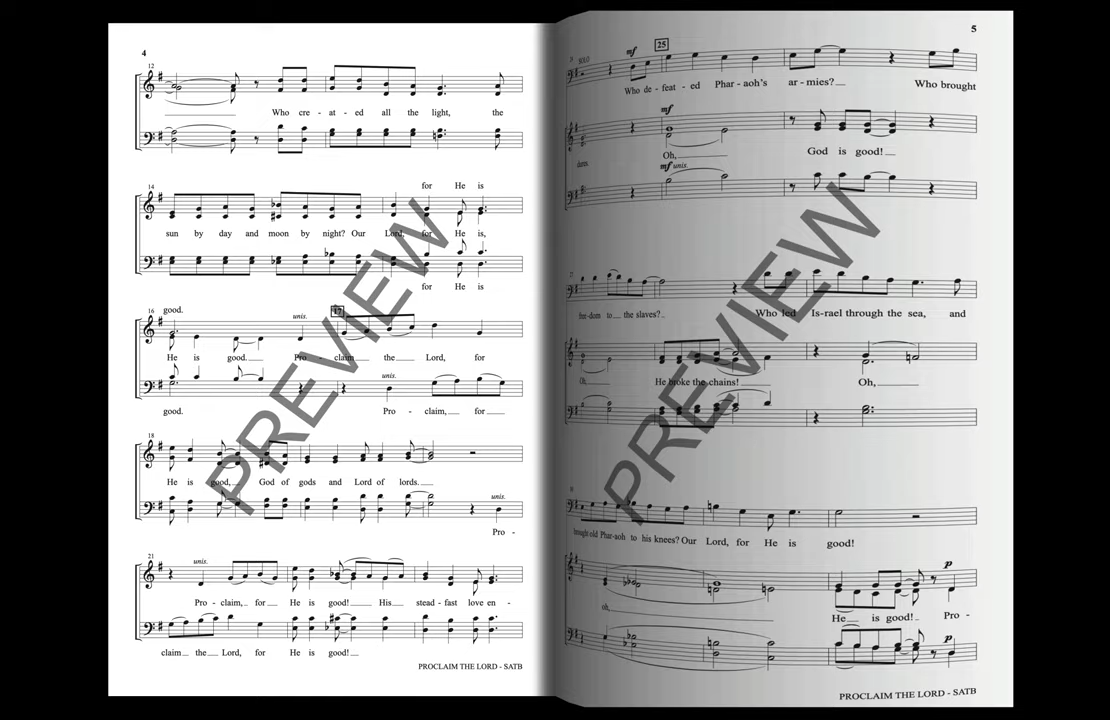 4
12
Who cre - at - ed all the light, the
14
for He is
sun by day and moon by night? Our Lord, for He is,
for He is
16
good.
unis.
17
He is good. Pro - claim the Lord, for
unis.
good. Pro - claim, for
18
He is good, God of gods and Lord of lords.
unis.
Pro -
21
unis.
Pro - claim, for He is good! His stead - fast love en -
claim the Lord, for He is good!
PROCLAIM THE LORD - SATB
PREVIEW
5
SOLO
mf
25
Who de - feat - ed Phar - aoh's ar - mies? Who brought
mf
Oh, God is good!
mf unis.
free-dom to the slaves? Who led Is-rael through the sea, and
Oh, He broke the chains! Oh,
brought old Phar-aoh to his knees? Our Lord, for He is good!
p
oh, He is good! Pro -
p
PROCLAIM THE LORD - SATB
PREVIEW